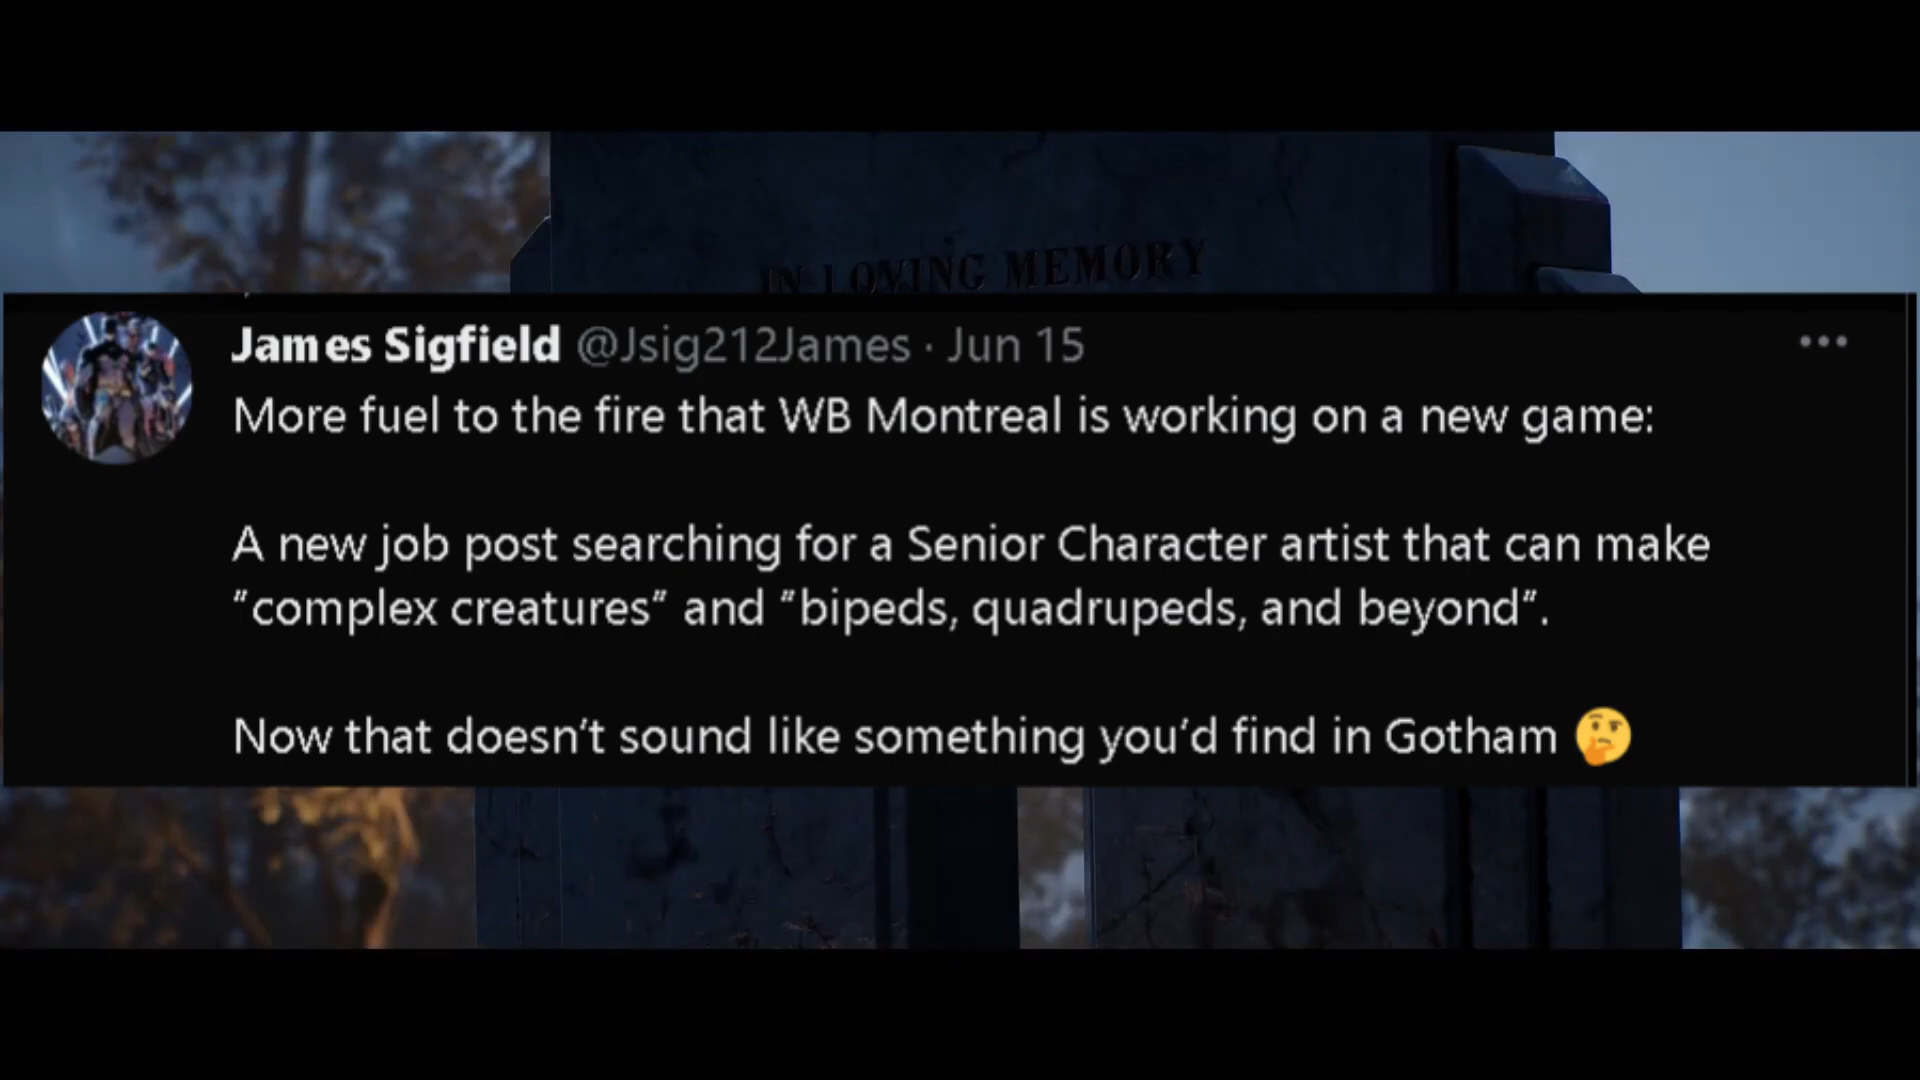 IN LOVING MEMORY
James Sigfield @Jsig212James · Jun 15
More fuel to the fire that WB Montreal is working on a new game:
A new job post searching for a Senior Character artist that can make
"complex creatures" and "bipeds, quadrupeds, and beyond".
Now that doesn't sound like something you'd find in Gotham 🤔